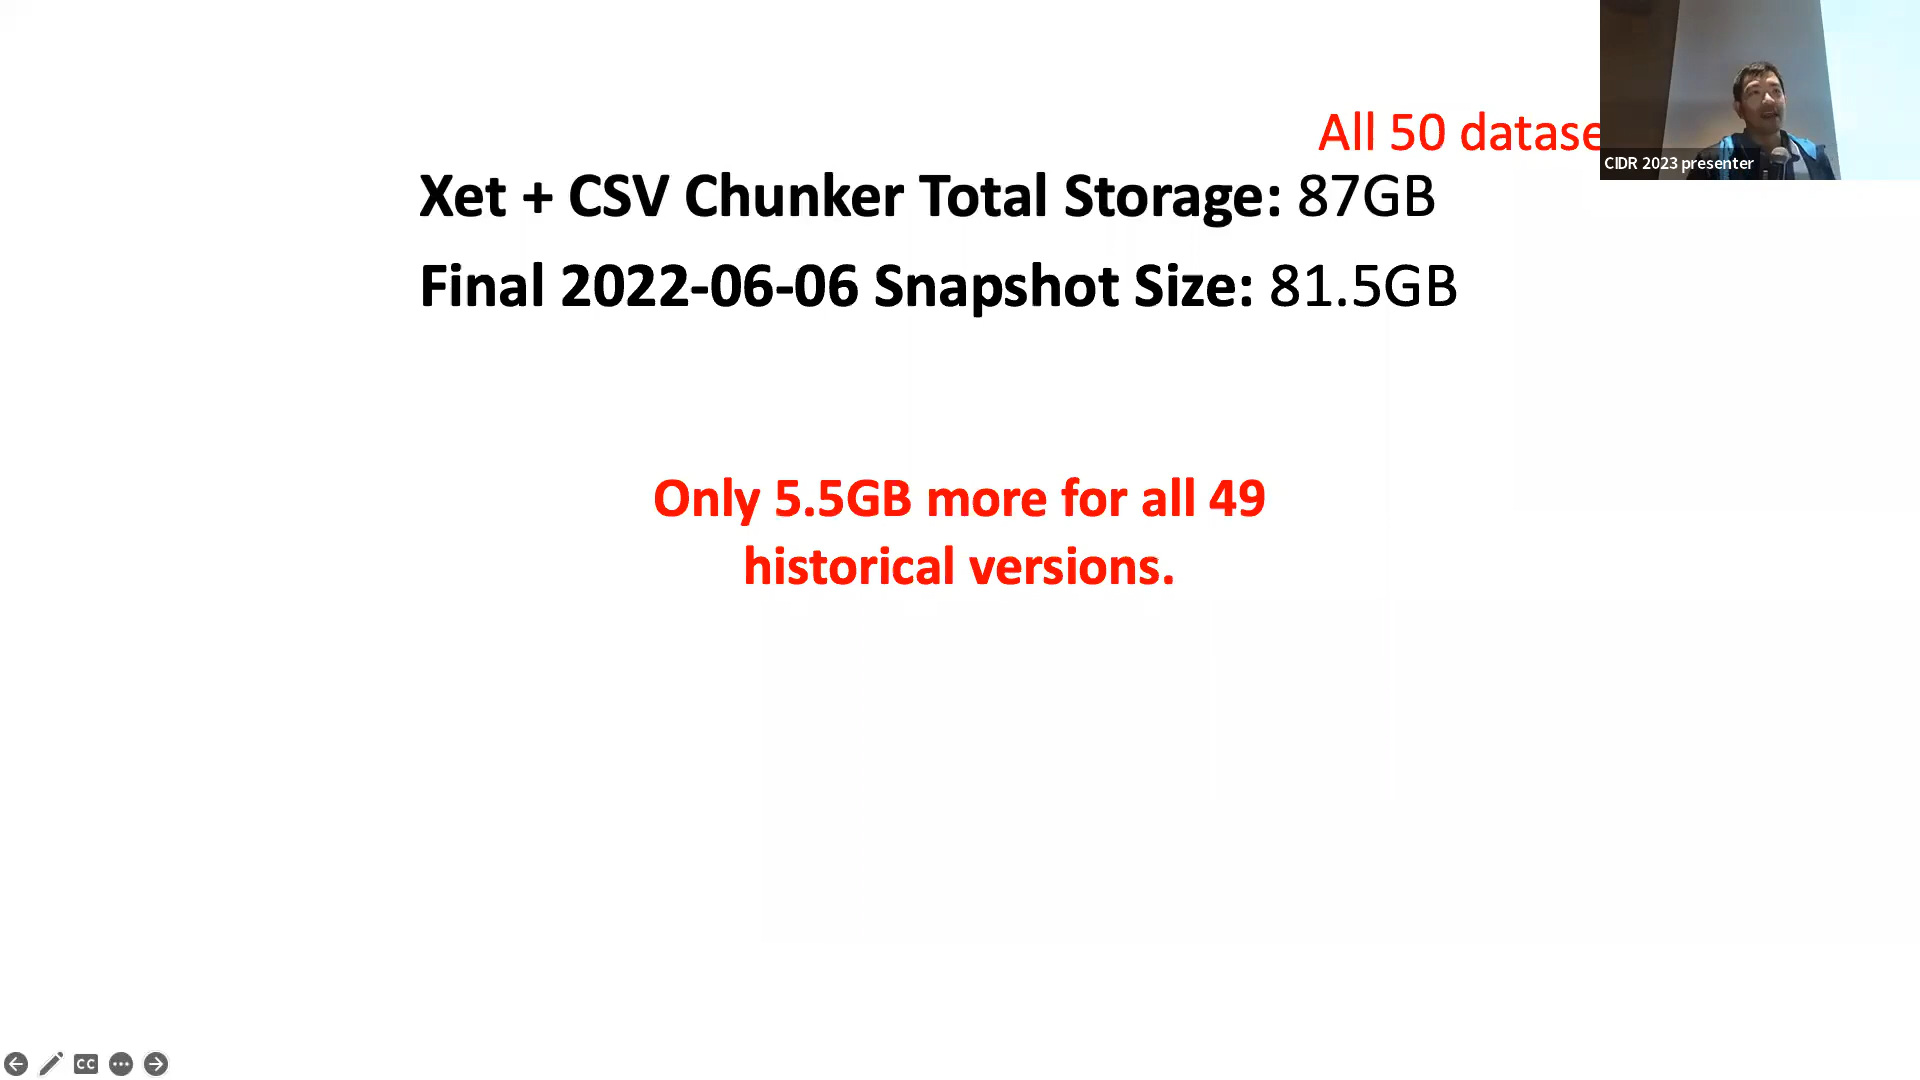 All 50 datase
CIDR 2023 presenter
Xet + CSV Chunker Total Storage: 87GB
Final 2022-06-06 Snapshot Size: 81.5GB
Only 5.5GB more for all 49
historical versions.
CC